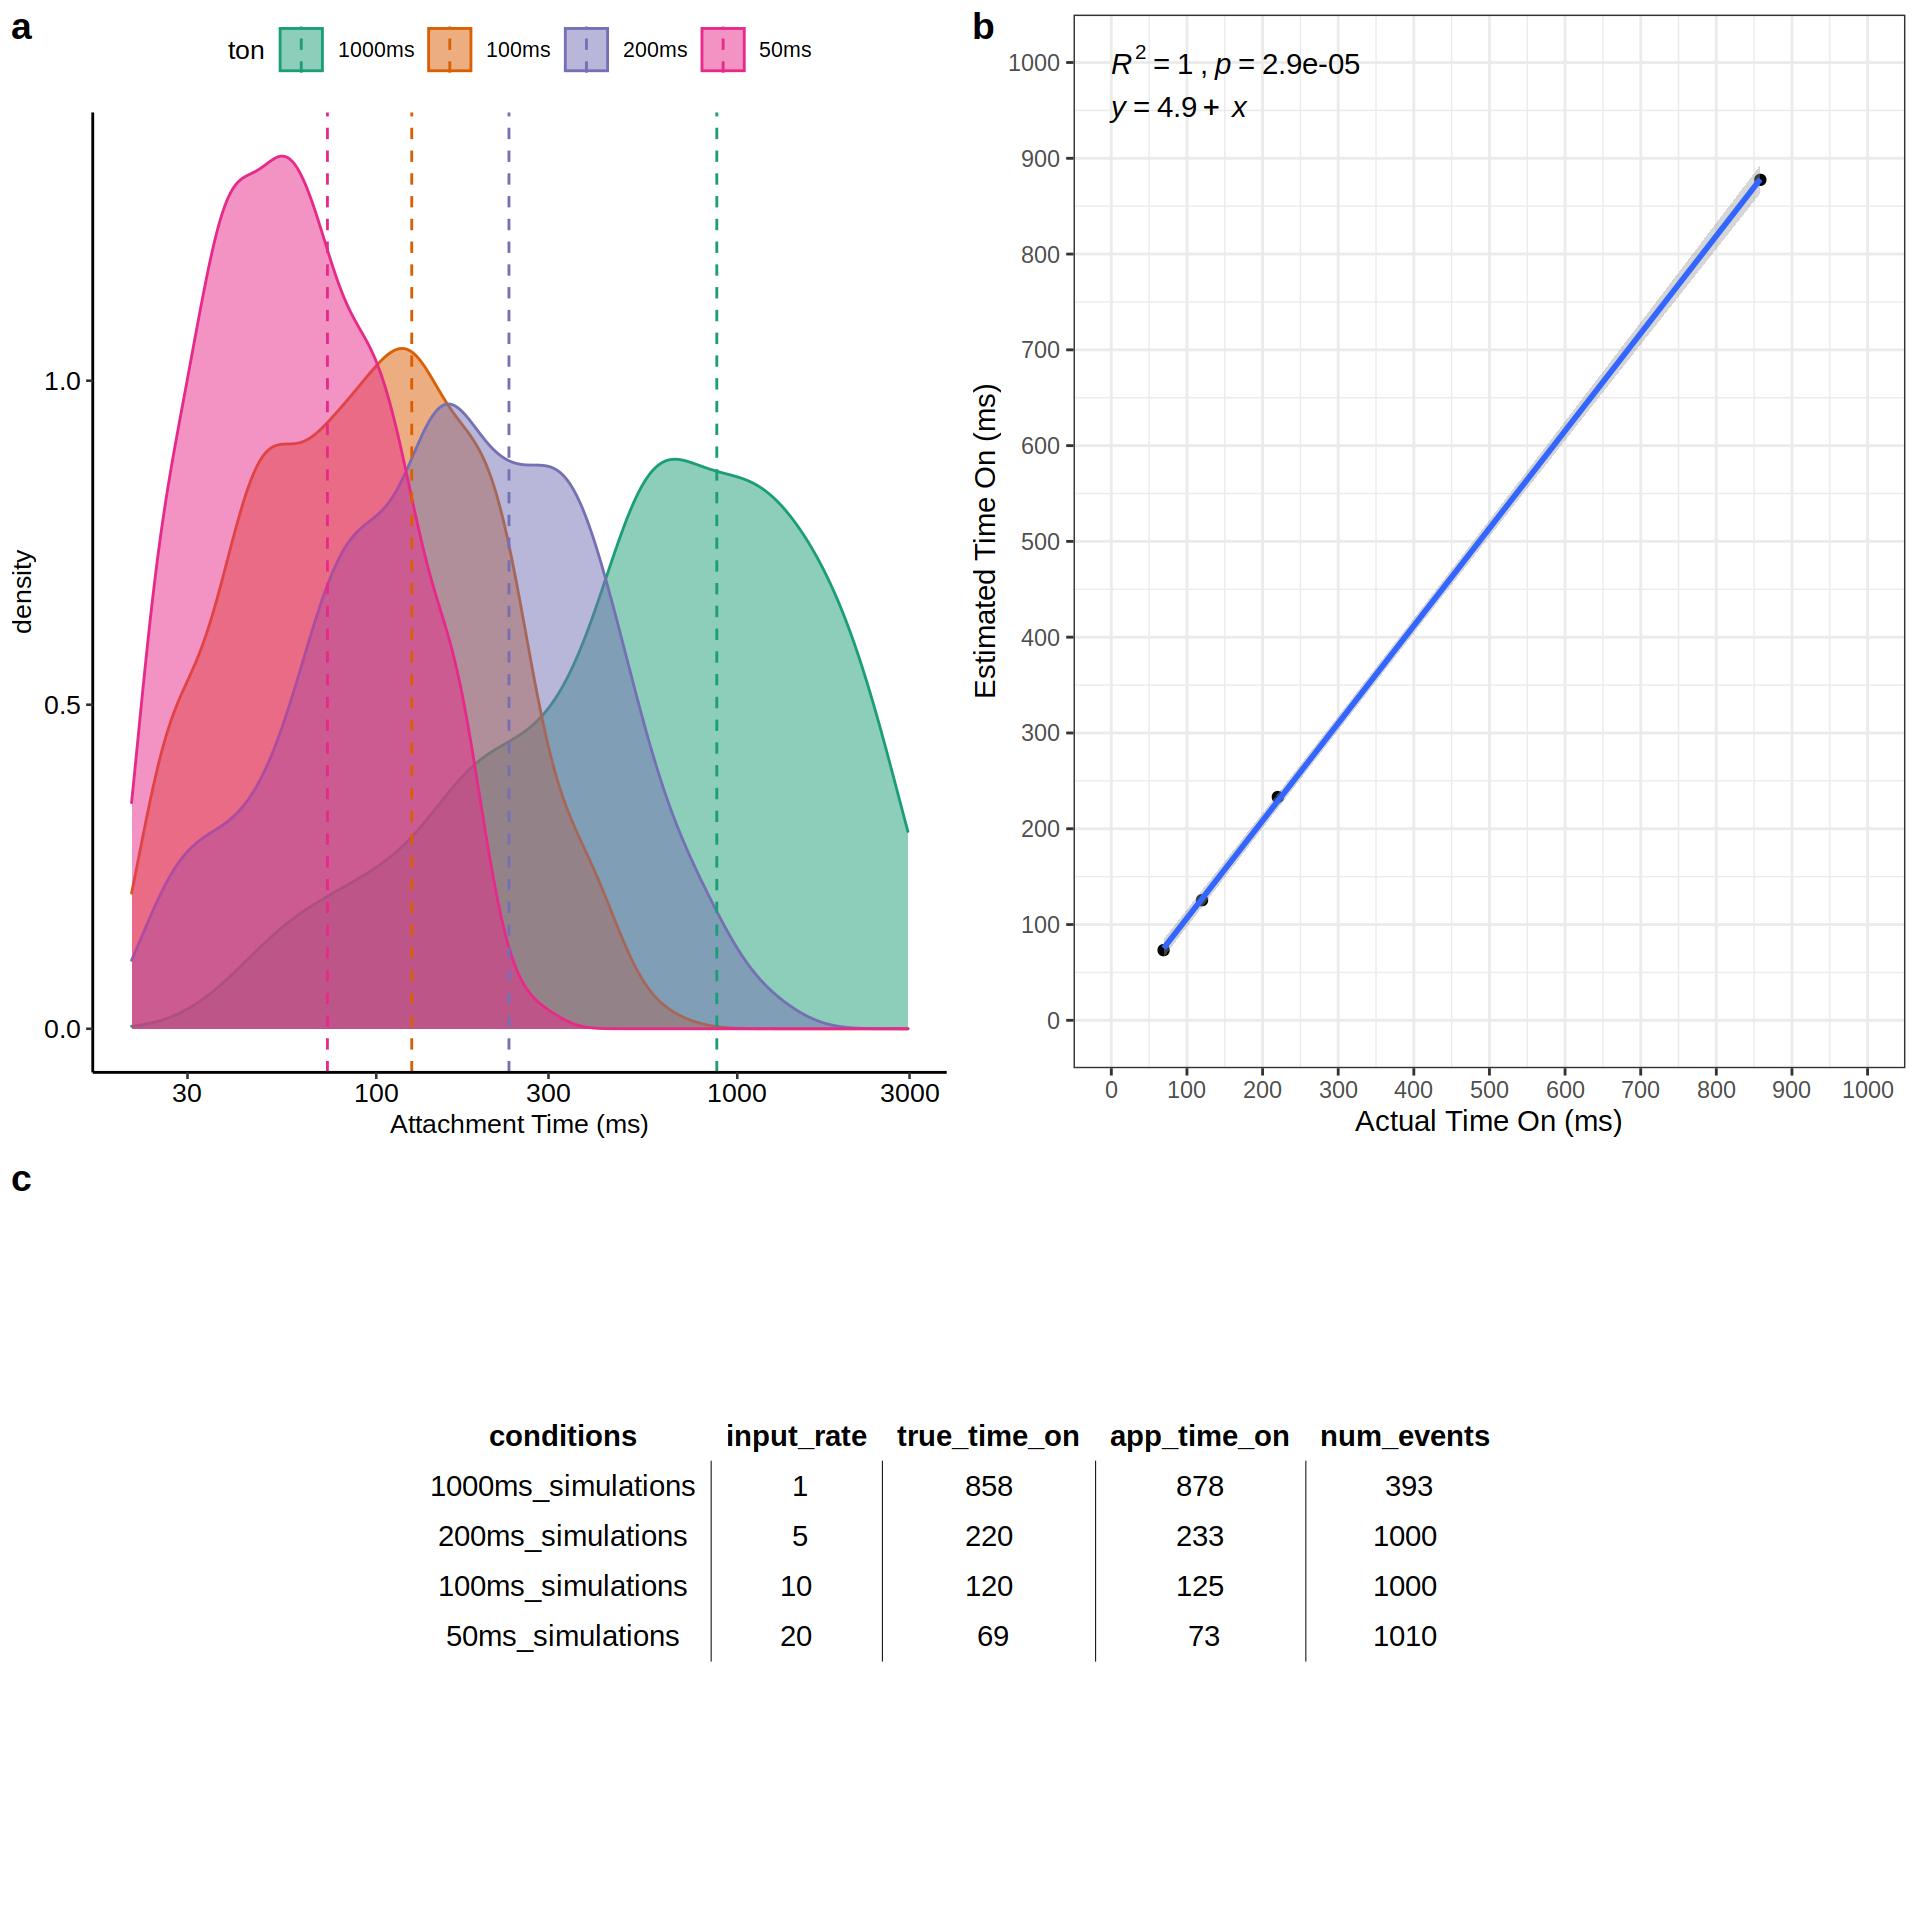 a
ton 1000ms 100ms 200ms 50ms
density
1.0
0.5
0.0
30 100 300 1000 3000
Attachment Time (ms)
b
R2 = 1 , p = 2.9e-05
y = 4.9 + x
Estimated Time On (ms)
1000
900
800
700
600
500
400
300
200
100
0
0 100 200 300 400 500 600 700 800 900 1000
Actual Time On (ms)
c
conditions input_rate true_time_on app_time_on num_events
1000ms_simulations 1 858 878 393
200ms_simulations 5 220 233 1000
100ms_simulations 10 120 125 1000
50ms_simulations 20 69 73 1010